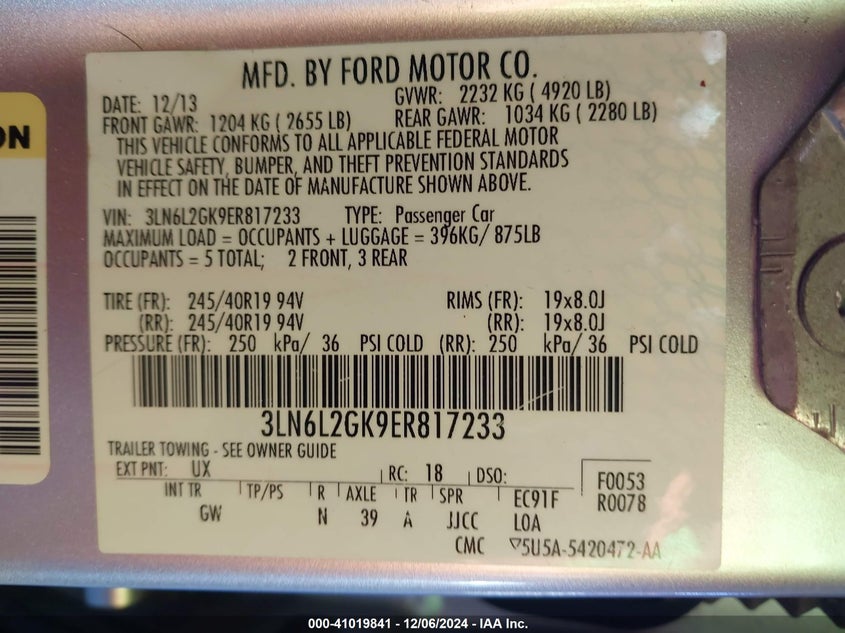 MFD. BY FORD MOTOR CO.
DATE: 12/13 GVWR: 2232 KG ( 4920 LB)
FRONT GAWR: 1204 KG ( 2655 LB) REAR GAWR: 1034 KG ( 2280 LB)
THIS VEHICLE CONFORMS TO ALL APPLICABLE FEDERAL MOTOR
VEHICLE SAFETY, BUMPER, AND THEFT PREVENTION STANDARDS
IN EFFECT ON THE DATE OF MANUFACTURE SHOWN ABOVE.
VIN: 3LN6L2GK9ER817233 TYPE: Passenger Car
MAXIMUM LOAD = OCCUPANTS + LUGGAGE = 396KG/ 875LB
OCCUPANTS = 5 TOTAL; 2 FRONT, 3 REAR
TIRE (FR): 245/40R19 94V RIMS (FR): 19x8.0J
(RR): 245/40R19 94V (RR): 19x8.0J
PRESSURE (FR): 250 kPa/ 36 PSI COLD (RR): 250 kPa/ 36 PSI COLD
3LN6L2GK9ER817233
TRAILER TOWING - SEE OWNER GUIDE
EXT PNT: UX RC: 18 DSO: F0053
INT TR TP/PS R AXLE TR SPR EC91F R0078
GW N 39 A JJCC LOA
CMC 5U5A-5420472-AA
ON
000-41019841 - 12/06/2024 - IAA Inc.